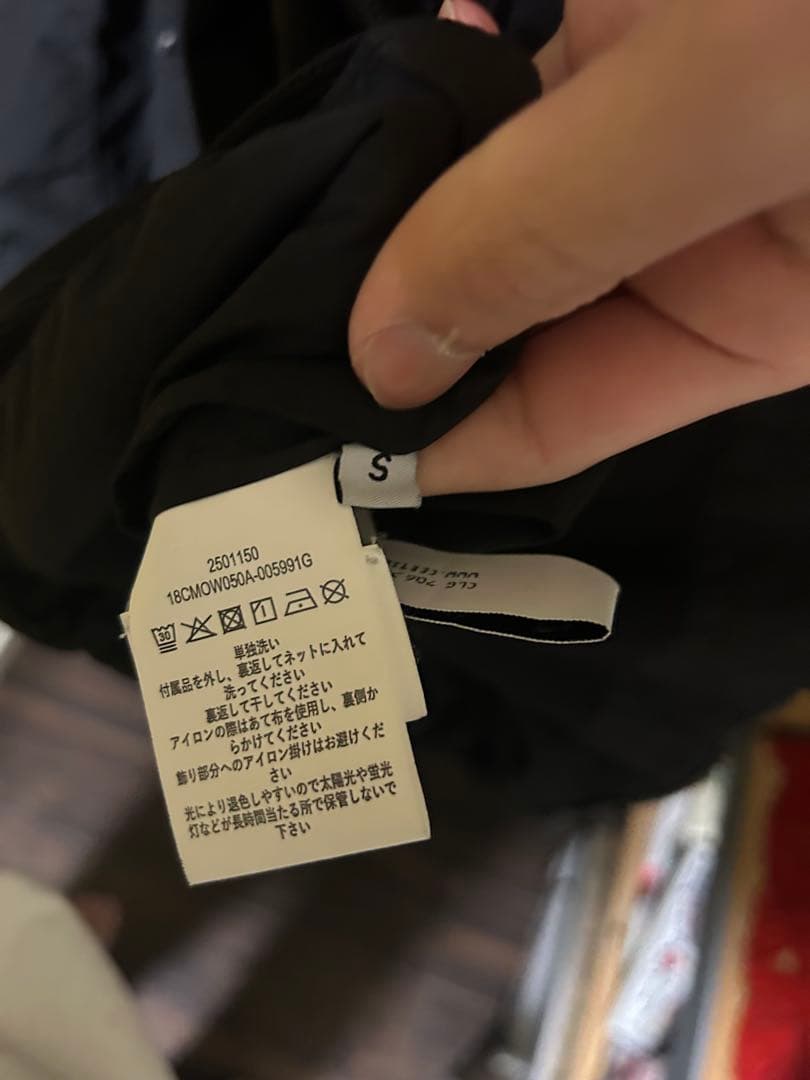 S
2501150
18CMOW050A-005991G
30
単独洗い
付属品を外し、裏返してネットに入れて
洗ってください
裏返して干してください
アイロンの際はあて布を使用し、裏側か
らかけてください
飾り部分へのアイロン掛けはお避けくだ
さい
光により退色しやすいので太陽光や蛍光
灯などが長時間当たる所で保管しないで
下さい
CLG 706